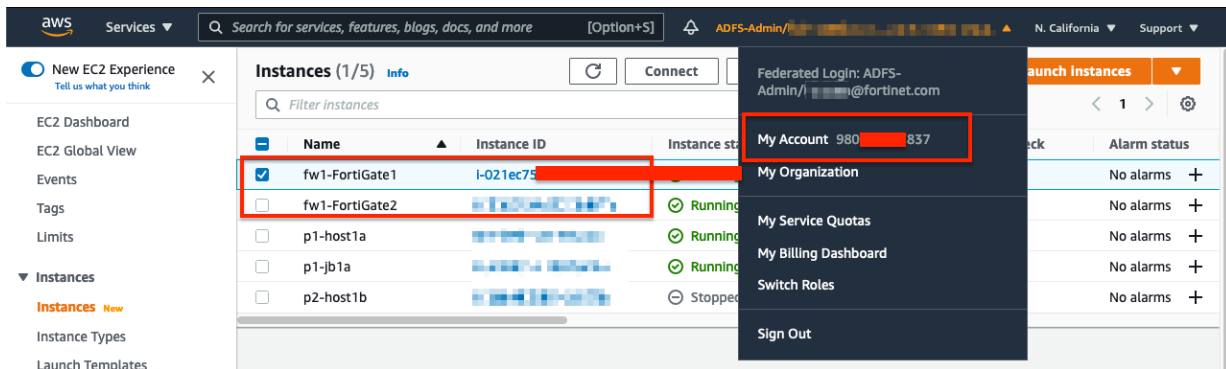 aws Services ▼ Search for services, features, blogs, docs, and more [Option+S] ADFS-Admin/ N. California ▼ Support ▼
New EC2 Experience
Tell us what you think
EC2 Dashboard
EC2 Global View
Events
Tags
Limits
Instances
Instances New
Instance Types
Launch Templates
Instances (1/5) Info
Connect
aunch instances
Filter instances
1
Name Instance ID Instance sta eck Alarm status
fw1-FortiGate1 i-021ec75 No alarms +
fw1-FortiGate2 Running No alarms +
p1-host1a Running No alarms +
p1-jb1a Running No alarms +
p2-host1b Stopped No alarms +
Federated Login: ADFS-
Admin/ @fortinet.com
My Account 980 837
My Organization
My Service Quotas
My Billing Dashboard
Switch Roles
Sign Out